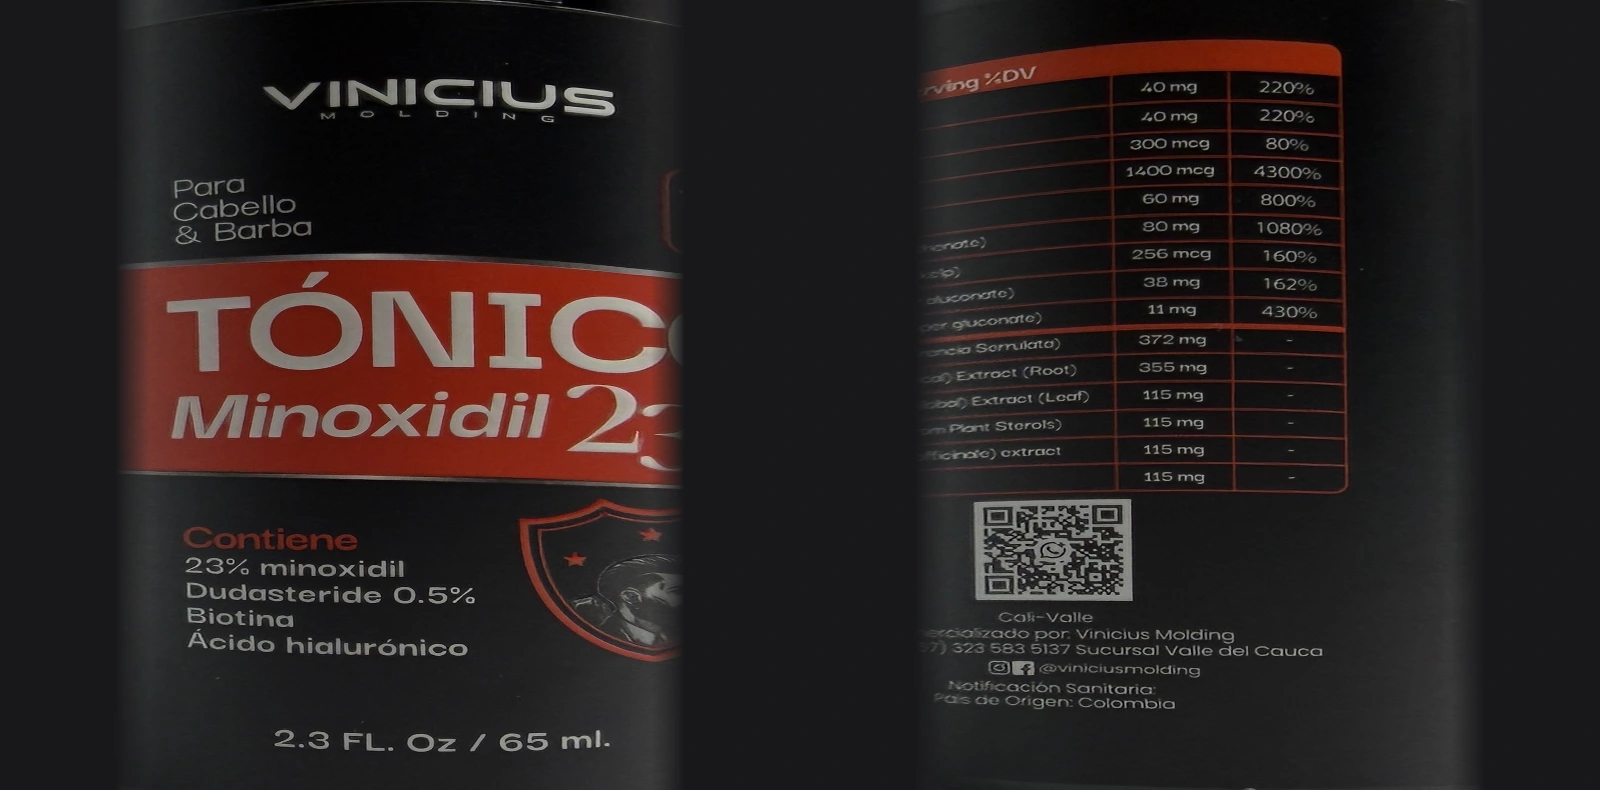 VINICIUS
MOLDING
Para
Cabello
& Barba
TÓNIC
Minoxidil 23
Contiene
23% minoxidil
Dudasteride 0.5%
Biotina
Ácido hialurónico
2.3 FL. Oz / 65 ml.
%DV
40 mg 220%
40 mg 220%
300 mcg 80%
1400 mcg 4300%
60 mg 800%
80 mg 1080%
256 mcg 160%
38 mg 162%
gluconate) 11 mg 430%
Serrulata) 372 mg -
Extract (Root) 355 mg -
Extract (Leaf) 115 mg -
Plant Sterols) 115 mg -
extract 115 mg -
115 mg -
Cali-Valle
por: Vinicius Molding
323 583 5137 Sucursal Valle del Cauca
@viniciusmolding
Notificación Sanitaria:
País de Origen: Colombia